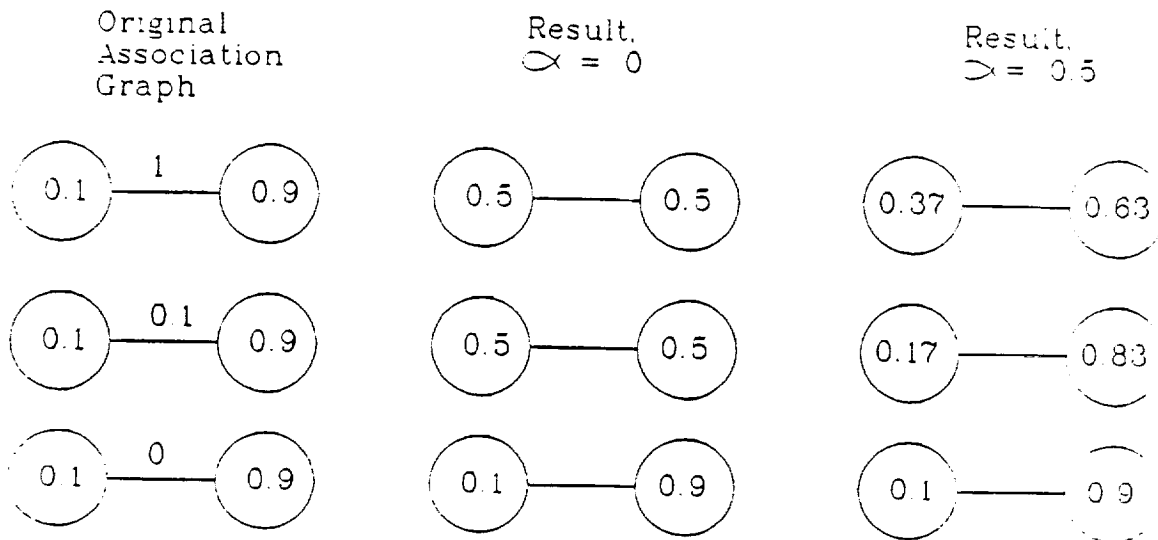 Original
Association
Graph
Result.
∝ = 0
Result.
∝ = 0.5
0.1 1 0.9
0.5 0.5
0.37 0.63
0.1 0.1 0.9
0.5 0.5
0.17 0.83
0.1 0 0.9
0.1 0.9
0.1 0.9